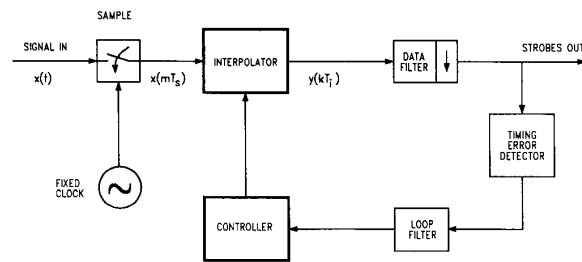 SAMPLE
SIGNAL IN
x(t)
x(mTs)
INTERPOLATOR
y(kTi)
DATA
FILTER
STROBES OUT
TIMING
ERROR
DETECTOR
FIXED
CLOCK
CONTROLLER
LOOP
FILTER